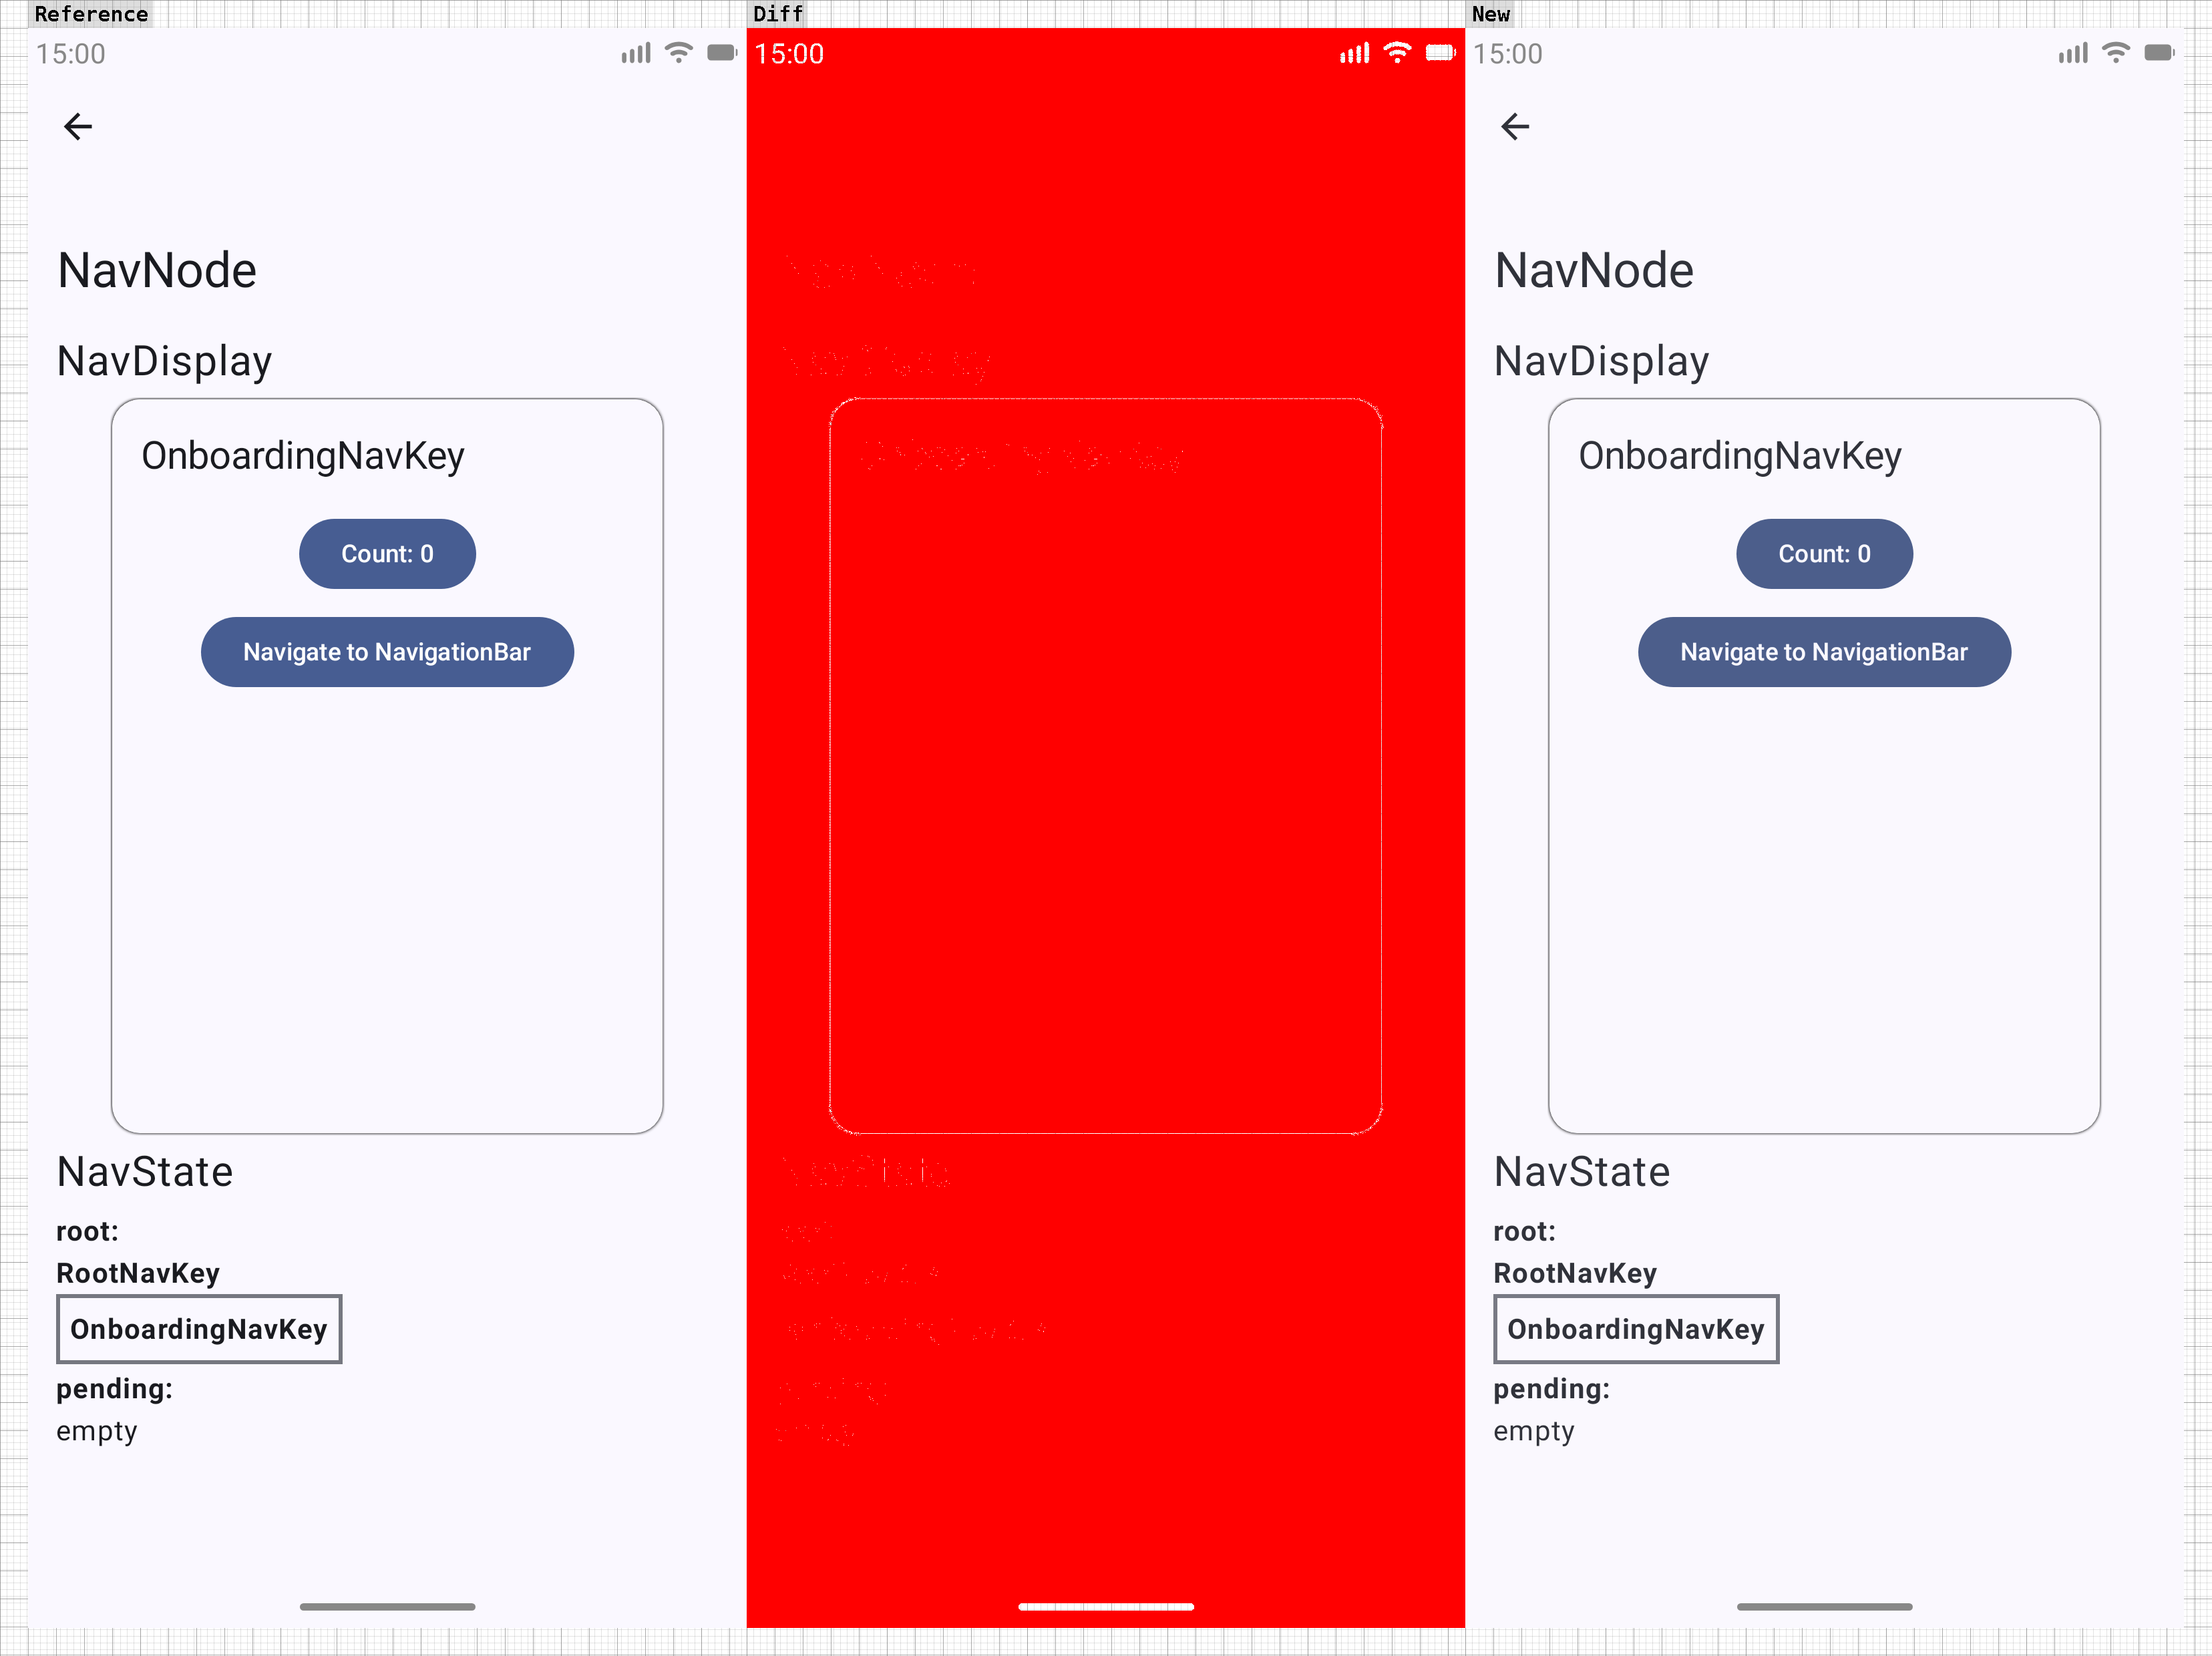 Reference
Diff
New
15:00
15:00
15:00
NavNode
NavDisplay
OnboardingNavKey
Count: 0
Navigate to NavigationBar
NavState
root:
RootNavKey
OnboardingNavKey
pending:
empty
NavNode
NavDisplay
OnboardingNavKey
Count: 0
Navigate to NavigationBar
NavState
root:
RootNavKey
OnboardingNavKey
pending:
empty